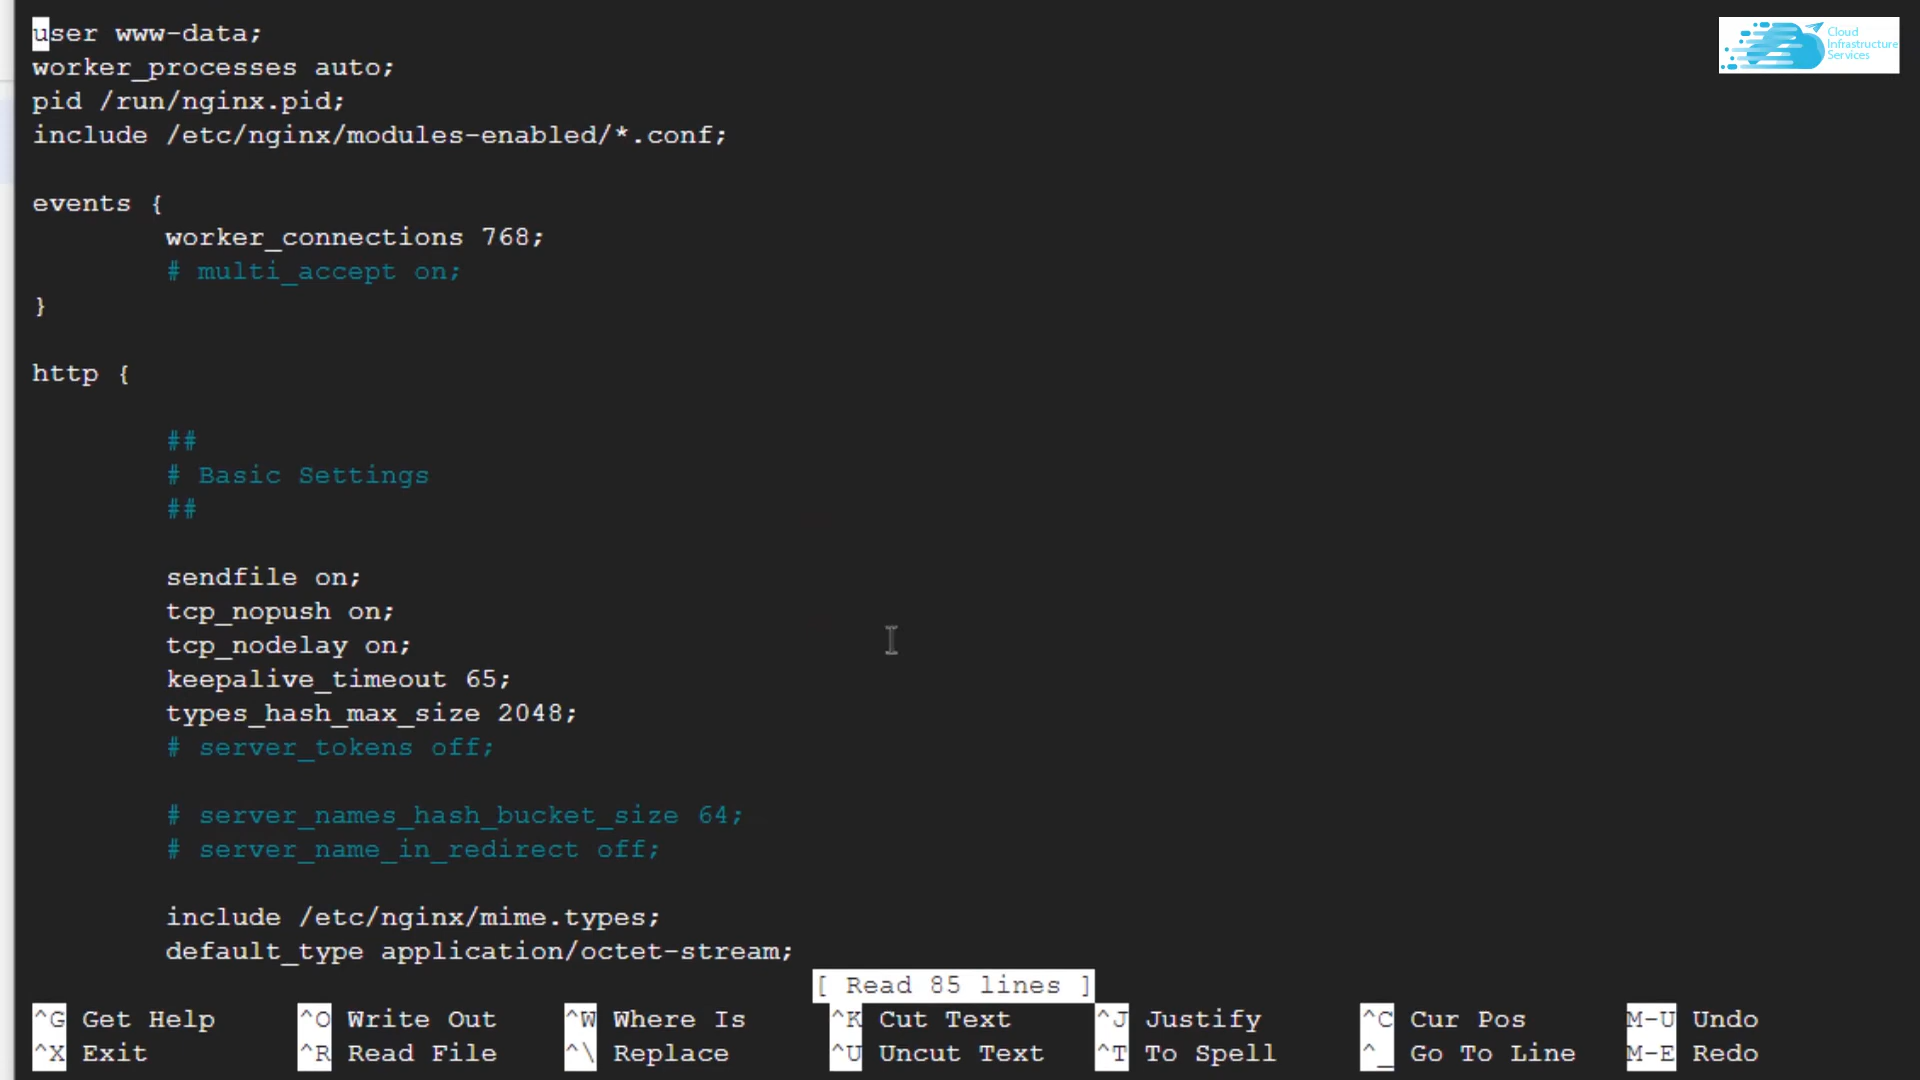 user www-data;
worker_processes auto;
pid /run/nginx.pid;
include /etc/nginx/modules-enabled/*.conf;
events {
worker_connections 768;
# multi_accept on;
}
http {
##
# Basic Settings
##
sendfile on;
tcp_nopush on;
tcp_nodelay on;
keepalive_timeout 65;
types_hash_max_size 2048;
# server_tokens off;
# server_names_hash_bucket_size 64;
# server_name_in_redirect off;
include /etc/nginx/mime.types;
default_type application/octet-stream;
[ Read 85 lines ]
^G Get Help ^O Write Out ^W Where Is ^K Cut Text ^J Justify ^C Cur Pos M-U Undo
^X Exit ^R Read File ^\ Replace ^U Uncut Text ^T To Spell ^_ Go To Line M-E Redo
Cloud
Infrastructure
Services